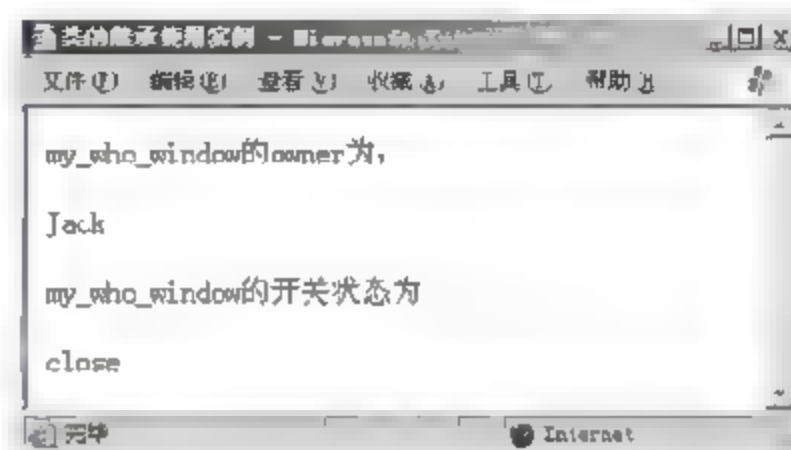 类的继承使用实例 - Microsoft
文件(F) 编辑(E) 查看(V) 收藏(A) 工具(T) 帮助(H)
my_who_window的owner为,
Jack
my_who_window的开关状态为
close
完毕 Internet